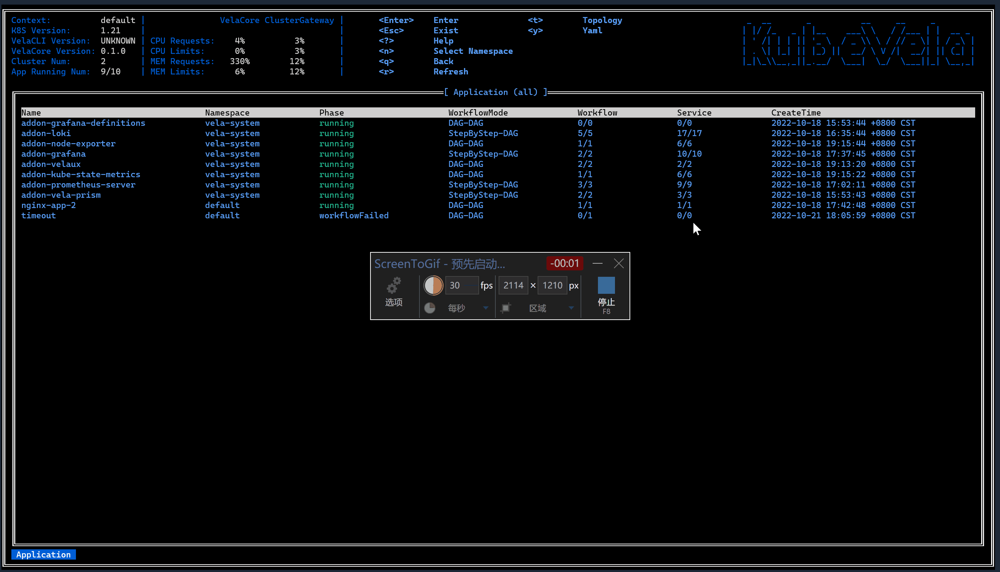 Context: default | VelaCore ClusterGateway | <Enter> Enter <t> Topology
K8S Version: 1.21 | | <Esc> Exist <y> Yaml
VelaCLI Version: UNKNOWN | CPU Requests: 4% 3% | <?> Help
VelaCore Version: 0.1.0 | CPU Limits: 0% 3% | <n> Select Namespace
Cluster Num: 2 | MEM Requests: 330% 12% | <q> Back
App Running Num: 9/10 | MEM Limits: 6% 12% | <r> Refresh
KubeVela
[ Application (all) ]
Name Namespace Phase WorkflowMode Workflow Service CreateTime
addon-grafana-definitions vela-system running DAG-DAG 0/0 0/0 2022-10-18 15:53:44 +0800 CST
addon-loki vela-system running StepByStep-DAG 5/5 17/17 2022-10-18 16:35:44 +0800 CST
addon-node-exporter vela-system running DAG-DAG 1/1 6/6 2022-10-18 19:15:44 +0800 CST
addon-grafana vela-system running StepByStep-DAG 2/2 10/10 2022-10-18 17:37:45 +0800 CST
addon-velaux vela-system running DAG-DAG 2/2 2/2 2022-10-18 19:13:20 +0800 CST
addon-kube-state-metrics vela-system running DAG-DAG 1/1 6/6 2022-10-18 19:15:22 +0800 CST
addon-prometheus-server vela-system running StepByStep-DAG 3/3 9/9 2022-10-18 17:02:11 +0800 CST
addon-vela-prism vela-system running StepByStep-DAG 2/2 3/3 2022-10-18 15:53:43 +0800 CST
nginx-app-2 default running DAG-DAG 1/1 1/1 2022-10-18 17:42:48 +0800 CST
timeout default workflowFailed DAG-DAG 0/1 0/0 2022-10-21 18:05:59 +0800 CST
ScreenToGif - 预先启动... -00:01
30 fps 2114 × 1210 px
选项 每秒 区域 停止
F8
Application